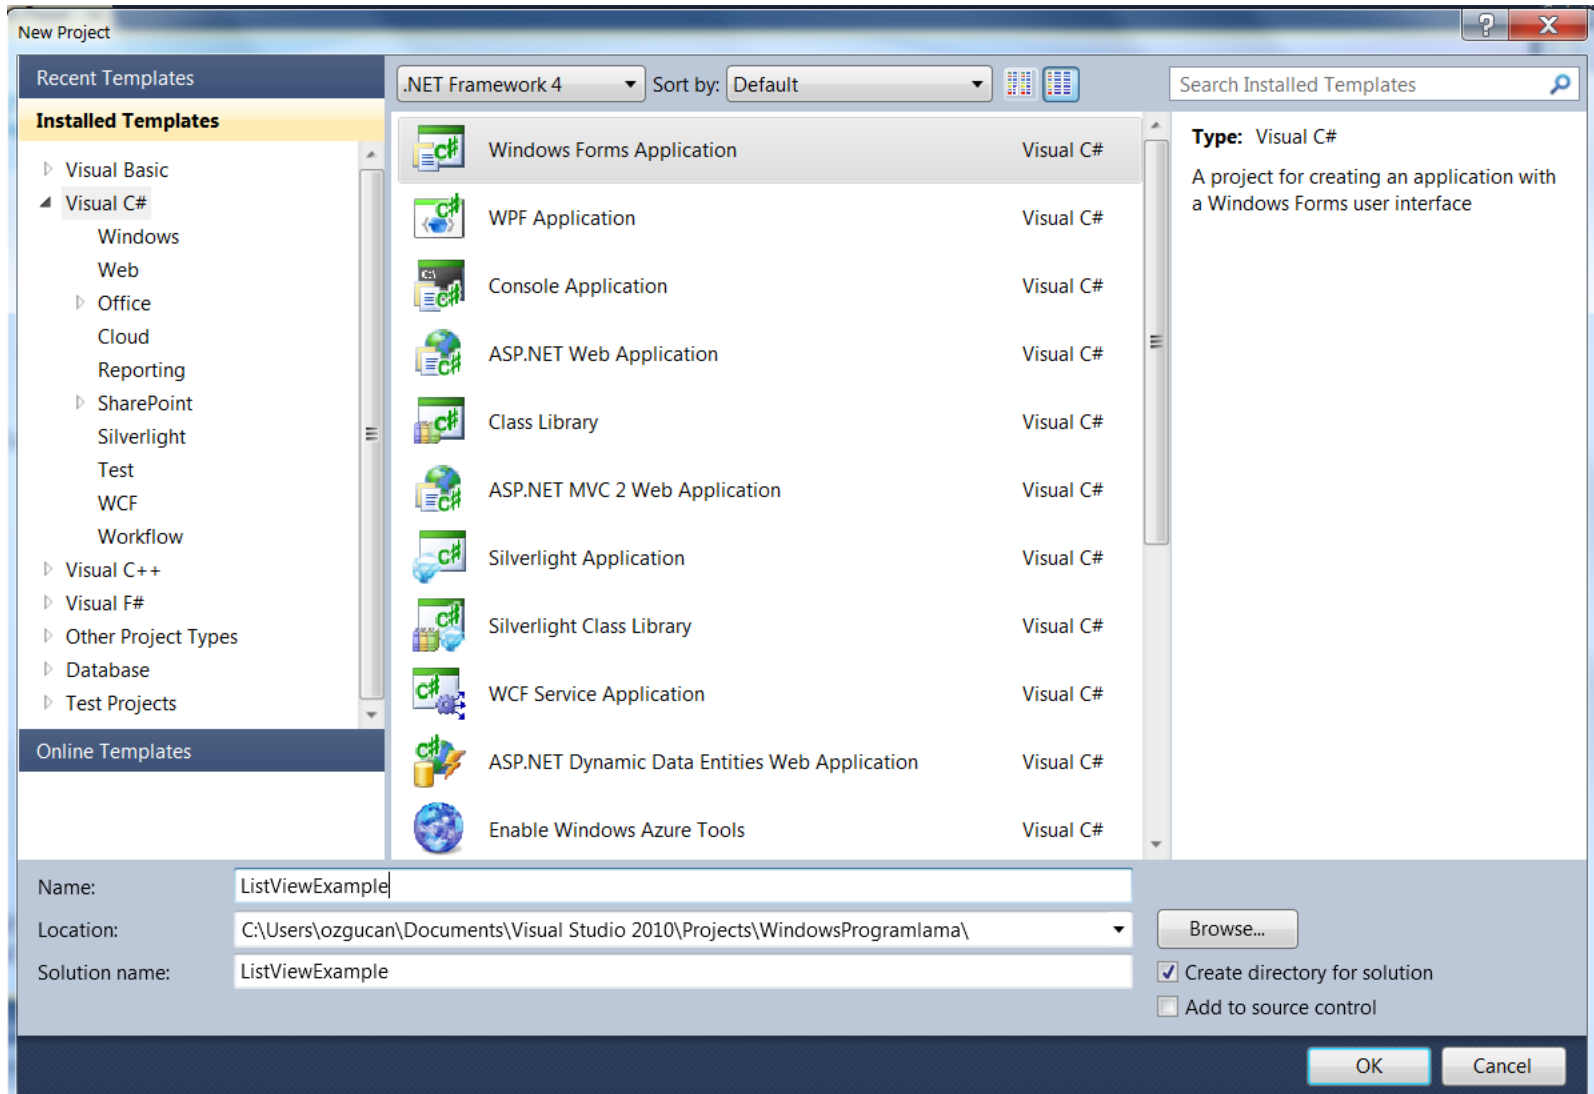 New Project
Recent Templates
Installed Templates
Visual Basic
Visual C#
Windows
Web
Office
Cloud
Reporting
SharePoint
Silverlight
Test
WCF
Workflow
Visual C++
Visual F#
Other Project Types
Database
Test Projects
Online Templates
.NET Framework 4
Sort by: Default
Search Installed Templates
Windows Forms Application Visual C#
WPF Application Visual C#
Console Application Visual C#
ASP.NET Web Application Visual C#
Class Library Visual C#
ASP.NET MVC 2 Web Application Visual C#
Silverlight Application Visual C#
Silverlight Class Library Visual C#
WCF Service Application Visual C#
ASP.NET Dynamic Data Entities Web Application Visual C#
Enable Windows Azure Tools Visual C#
Type: Visual C#
A project for creating an application with
a Windows Forms user interface
Name: ListViewExample
Location: C:\Users\ozgucan\Documents\Visual Studio 2010\Projects\WindowsProgramlama\
Browse...
Solution name: ListViewExample
Create directory for solution
Add to source control
OK
Cancel